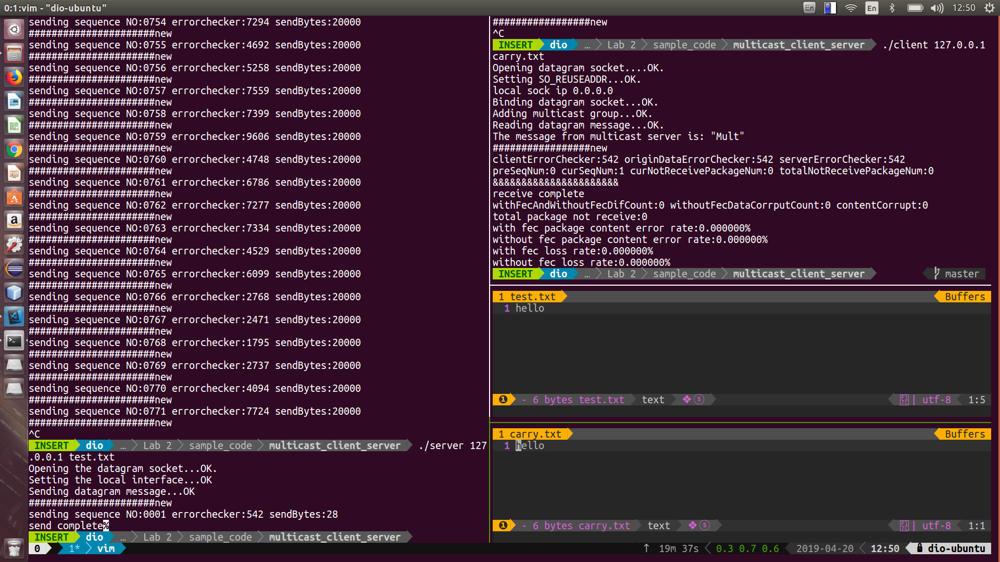 0:1:vim - "dio-ubuntu"
En
En
12:50
sending sequence NO:0754 errorchecker:7294 sendBytes:20000
######################new
sending sequence NO:0755 errorchecker:4692 sendBytes:20000
######################new
sending sequence NO:0756 errorchecker:5258 sendBytes:20000
######################new
sending sequence NO:0757 errorchecker:7559 sendBytes:20000
######################new
sending sequence NO:0758 errorchecker:7399 sendBytes:20000
######################new
sending sequence NO:0759 errorchecker:9606 sendBytes:20000
######################new
sending sequence NO:0760 errorchecker:4748 sendBytes:20000
######################new
sending sequence NO:0761 errorchecker:6786 sendBytes:20000
######################new
sending sequence NO:0762 errorchecker:7277 sendBytes:20000
######################new
sending sequence NO:0763 errorchecker:7334 sendBytes:20000
######################new
sending sequence NO:0764 errorchecker:4529 sendBytes:20000
######################new
sending sequence NO:0765 errorchecker:6099 sendBytes:20000
######################new
sending sequence NO:0766 errorchecker:2768 sendBytes:20000
######################new
sending sequence NO:0767 errorchecker:2471 sendBytes:20000
######################new
sending sequence NO:0768 errorchecker:1795 sendBytes:20000
######################new
sending sequence NO:0769 errorchecker:2737 sendBytes:20000
######################new
sending sequence NO:0770 errorchecker:4094 sendBytes:20000
######################new
sending sequence NO:0771 errorchecker:7724 sendBytes:20000
######################new
^C
INSERT dio … Lab 2 sample_code multicast_client_server ./server 127
.0.0.1 test.txt
Opening the datagram socket...OK.
Setting the local interface...OK
Sending datagram message...OK
######################new
sending sequence NO:0001 errorchecker:542 sendBytes:28
send complete%
INSERT dio … Lab 2 sample_code multicast_client_server
#################new
^C
INSERT dio … Lab 2 sample_code multicast_client_server ./client 127.0.0.1
carry.txt
Opening datagram socket....OK.
Setting SO_REUSEADDR...OK.
local sock ip 0.0.0.0
Binding datagram socket...OK.
Adding multicast group...OK.
Reading datagram message...OK.
The message from multicast server is: "Mult"
#################new
clientErrorChecker:542 originDataErrorChecker:542 serverErrorChecker:542
preSeqNum:0 curSeqNum:1 curNotReceivePackageNum:0 totalNotReceivePackageNum:0
&&&&&&&&&&&&&&&&&&&&&&
receive complete
withFecAndWithoutFecDifCount:0 withoutFecDataCorrputCount:0 contentCorrupt:0
total package not receive:0
with fec package content error rate:0.000000%
without fec package content error rate:0.000000%
with fec loss rate:0.000000%
without fec loss rate:0.000000%
INSERT dio … Lab 2 sample_code multicast_client_server master
1 test.txt Buffers
1 hello
❶ - 6 bytes test.txt text ❖ⓢ | utf-8 1:5
1 carry.txt Buffers
1 hello
❶ - 6 bytes carry.txt text ❖ⓢ | utf-8 1:1
0 1* vim ↑ 19m 37s 0.3 0.7 0.6 2019-04-20 12:50 dio-ubuntu